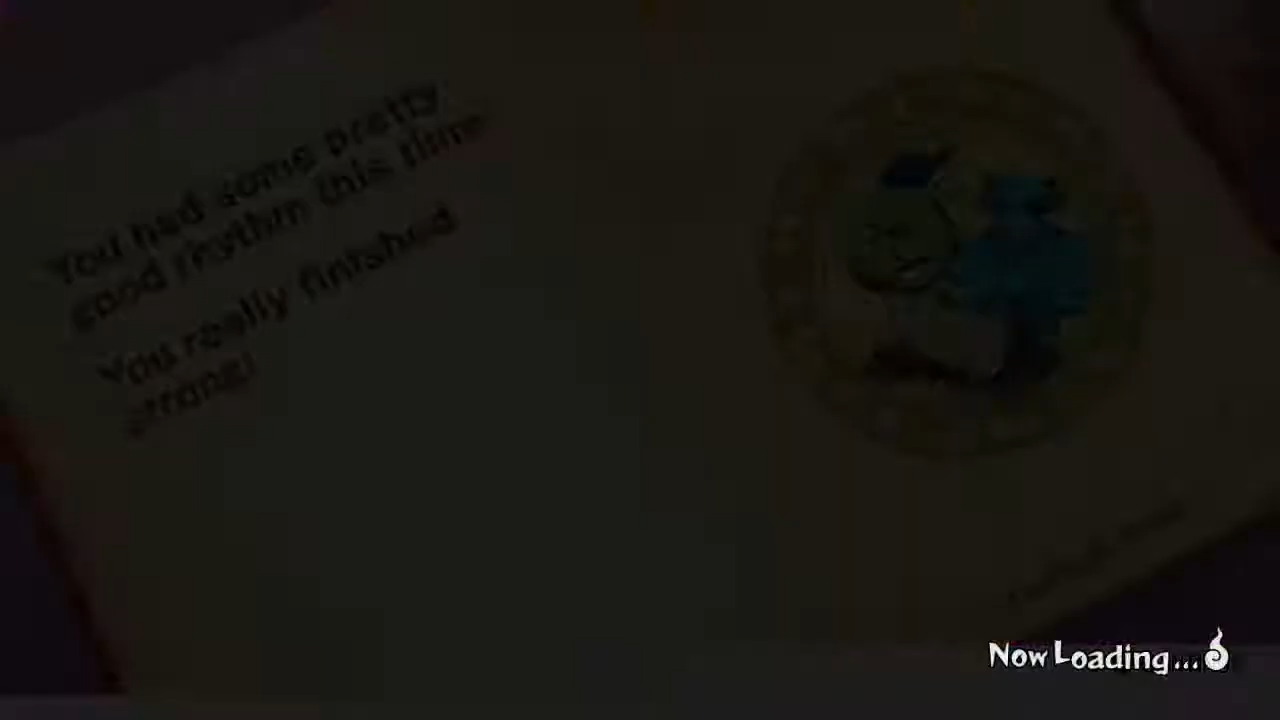 You had some pretty
good rhythm this time
You really finished
strong!
Now Loading...